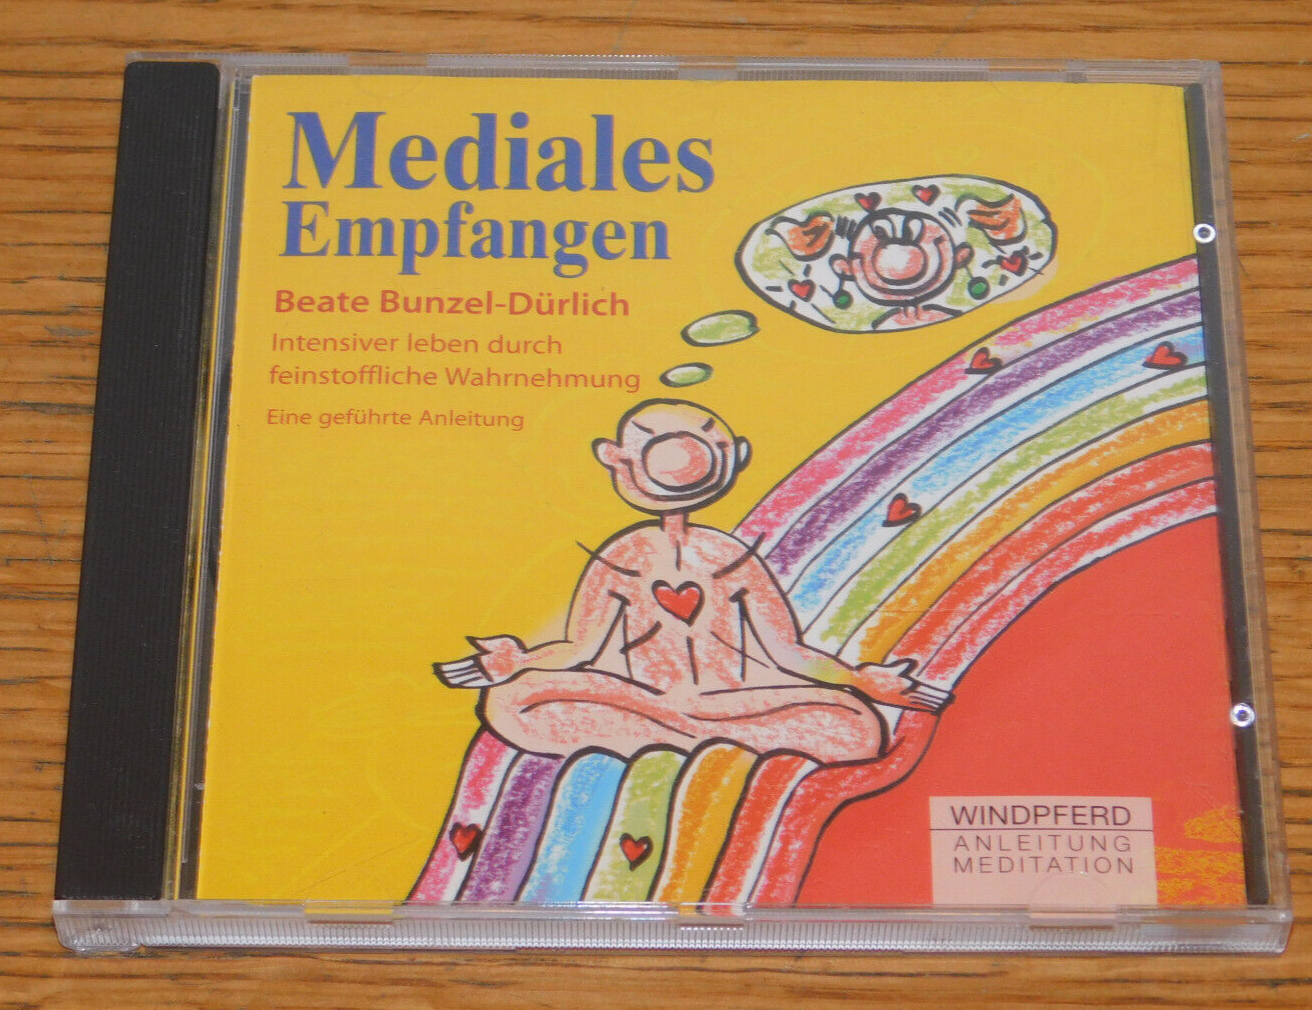 Mediales
Empfangen
Beate Bunzel-Dürlich
Intensiver leben durch
feinstoffliche Wahrnehmung
Eine geführte Anleitung
WINDPFERD
ANLEITUNG
MEDITATION